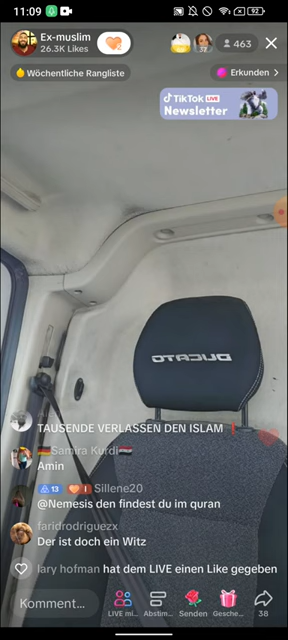 11:09
92
Ex-muslim
26.3K Likes
32
463
Wöchentliche Rangliste
Erkunden
TikTok LIVE
Newsletter
DUCATO
TAUSENDE VERLASSEN DEN ISLAM
Samira Kurdi
Amin
13 I Sillene20
@Nemesis den findest du im quran
faridrodriguezx
Der ist doch ein Witz
lary hofman hat dem LIVE einen Like gegeben
Komment...
LIVE mi...
Abstim...
Senden
Gesche...
38